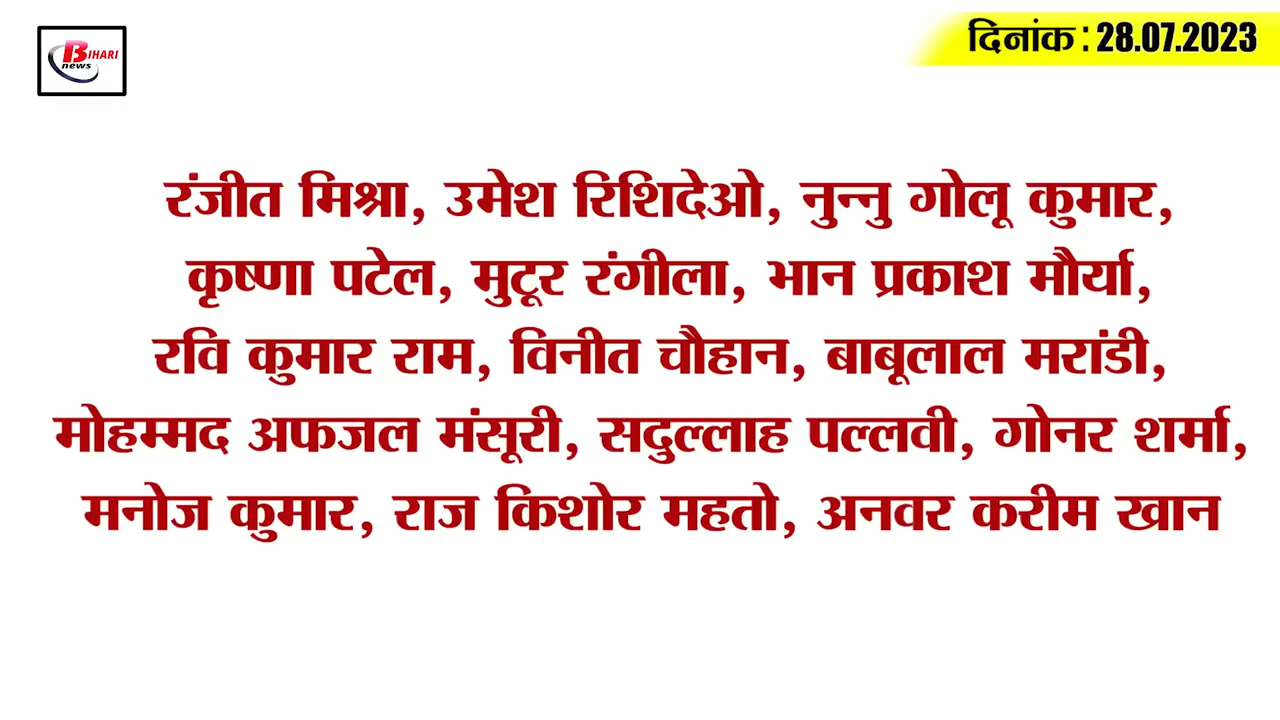 BIHARI
news
दिनांक : 28.07.2023
रंजीत मिश्रा, उमेश रिशिदेओ, नुन्नु गोलू कुमार,
कृष्णा पटेल, मुटूर रंगीला, भान प्रकाश मौर्या,
रवि कुमार राम, विनीत चौहान, बाबूलाल मरांडी,
मोहम्मद अफजल मंसूरी, सदुल्लाह पल्लवी, गोनर शर्मा,
मनोज कुमार, राज किशोर महतो, अनवर करीम खान